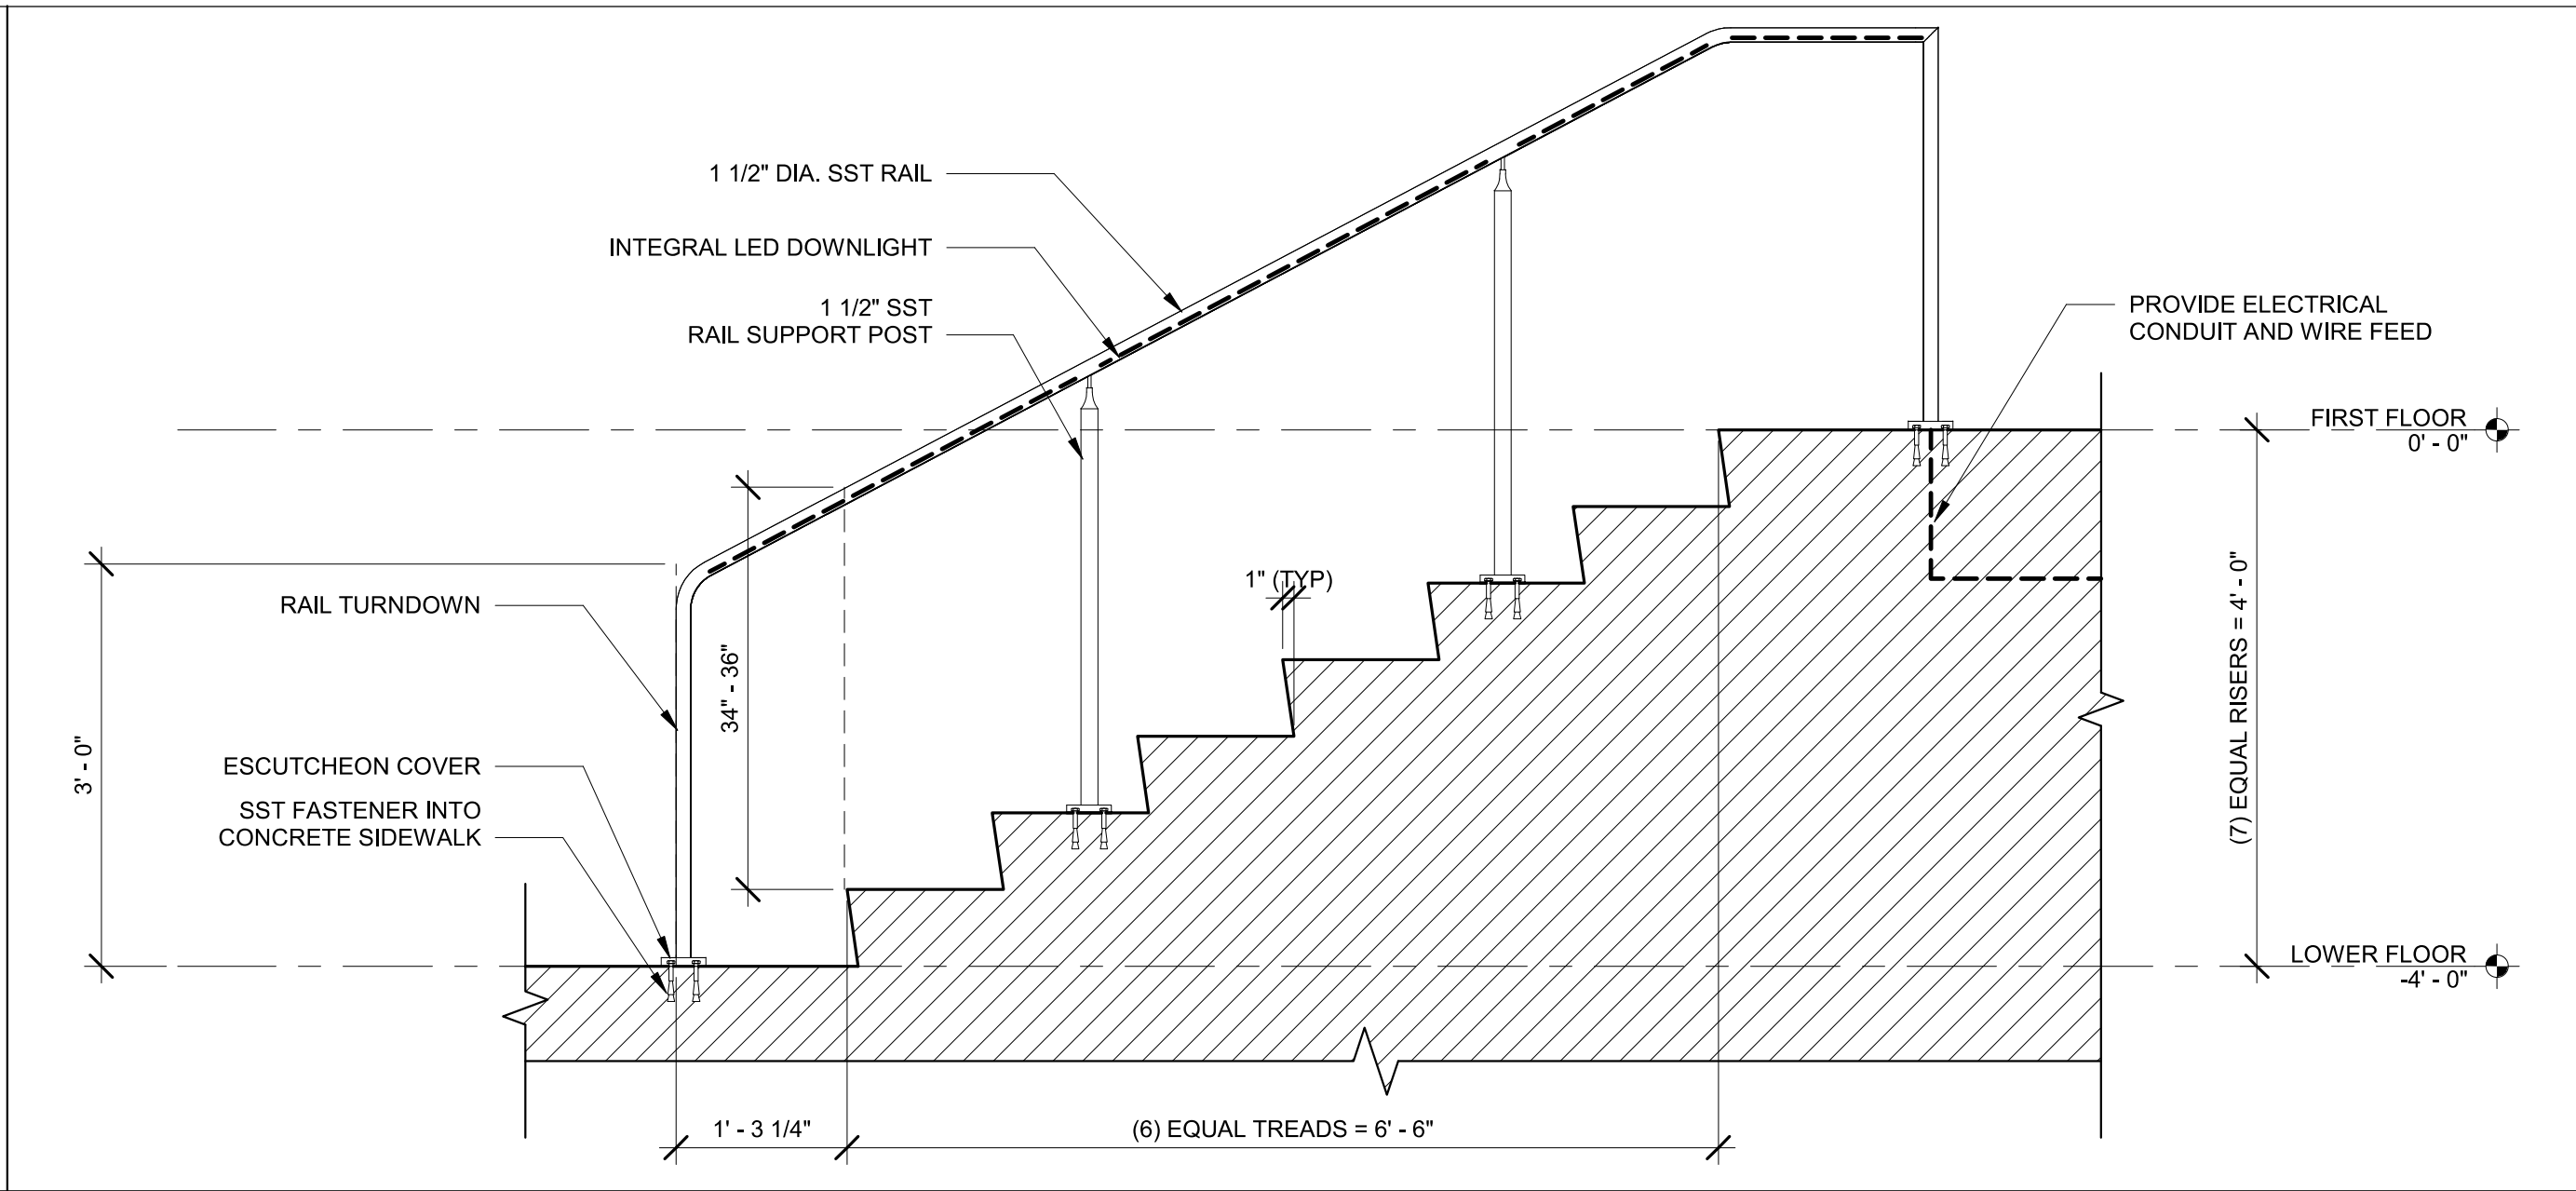 1 1/2" DIA. SST RAIL
INTEGRAL LED DOWNLIGHT
1 1/2" SST
RAIL SUPPORT POST
PROVIDE ELECTRICAL
CONDUIT AND WIRE FEED
FIRST FLOOR
0' - 0"
1" (TYP)
RAIL TURNDOWN
34" - 36"
3' - 0"
(7) EQUAL RISERS = 4' - 0"
ESCUTCHEON COVER
SST FASTENER INTO
CONCRETE SIDEWALK
LOWER FLOOR
-4' - 0"
1' - 3 1/4"
(6) EQUAL TREADS = 6' - 6"